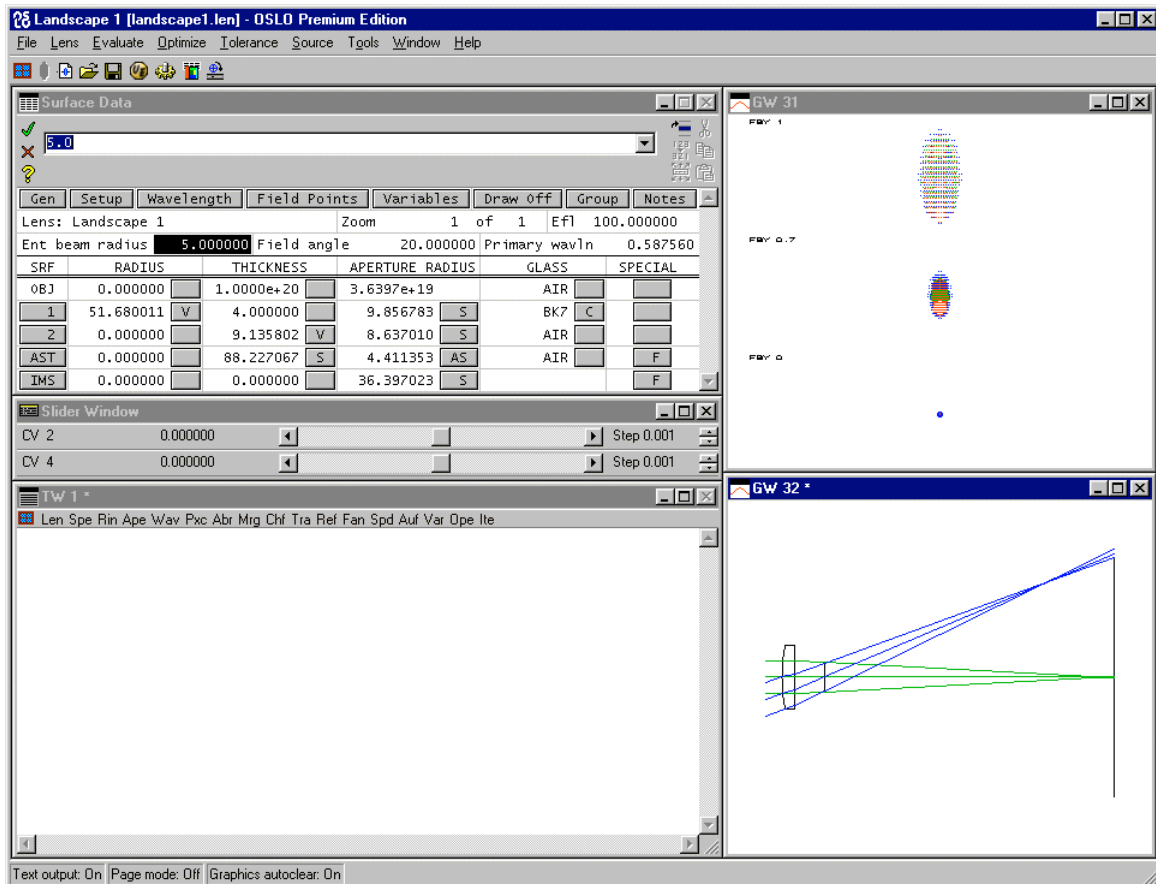 Landscape 1 [landscape1.len] - OSLO Premium Edition
File Lens Evaluate Optimize Tolerance Source Tools Window Help
Surface Data
5.0
Gen Setup Wavelength Field Points Variables Draw Off Group Notes
Lens: Landscape 1 Zoom 1 of 1 Efl 100.000000
Ent beam radius 5.000000 Field angle 20.000000 Primary wavln 0.587560
SRF RADIUS THICKNESS APERTURE RADIUS GLASS SPECIAL
OBJ 0.000000 1.0000e+20 3.6397e+19 AIR
1 51.680011 V 4.000000 9.856783 S BK7 C
2 0.000000 9.135802 V 8.637010 S AIR
AST 0.000000 88.227067 S 4.411353 AS AIR F
IMS 0.000000 0.000000 36.397023 S F
Slider Window
CV 2 0.000000 Step 0.001
CV 4 0.000000 Step 0.001
TW 1 *
Len Spe Rin Ape Wav Pxc Abr Mrg Chf Tra Ref Fan Spd Auf Var Ope Ite
GW 31
FBY 1
FBY 0.7
FBY 0
GW 32 *
Text output: On Page mode: Off Graphics autoclear: On